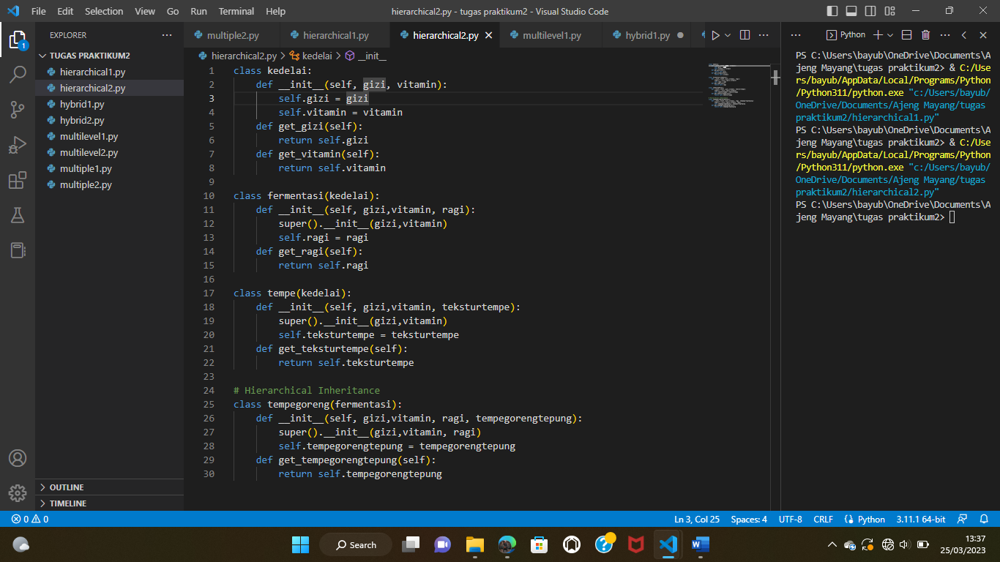 File Edit Selection View Go Run Terminal Help
hierarchical2.py - tugas praktikum2 - Visual Studio Code
EXPLORER
TUGAS PRAKTIKUM2
hierarchical1.py
hierarchical2.py
hybrid1.py
hybrid2.py
multilevel1.py
multilevel2.py
multiple1.py
multiple2.py
OUTLINE
TIMELINE
1
multiple2.py hierarchical1.py hierarchical2.py multilevel1.py hybrid1.py
hierarchical2.py > kedelai > __init__
1 class kedelai:
2     def __init__(self, gizi, vitamin):
3         self.gizi = gizi
4         self.vitamin = vitamin
5     def get_gizi(self):
6         return self.gizi
7     def get_vitamin(self):
8         return self.vitamin
9
10 class fermentasi(kedelai):
11     def __init__(self, gizi,vitamin, ragi):
12         super().__init__(gizi,vitamin)
13         self.ragi = ragi
14     def get_ragi(self):
15         return self.ragi
16
17 class tempe(kedelai):
18     def __init__(self, gizi,vitamin, teksturtempe):
19         super().__init__(gizi,vitamin)
20         self.teksturtempe = teksturtempe
21     def get_teksturtempe(self):
22         return self.teksturtempe
23
24 # Hierarchical Inheritance
25 class tempegoreng(fermentasi):
26     def __init__(self, gizi,vitamin, ragi, tempegorengtepung):
27         super().__init__(gizi,vitamin, ragi)
28         self.tempegorengtepung = tempegorengtepung
29     def get_tempegorengtepung(self):
30         return self.tempegorengtepung
Python
PS C:\Users\bayub\OneDrive\Documents\A
jeng Mayang\tugas praktikum2> & C:/Use
rs/bayub/AppData/Local/Programs/Python
/Python311/python.exe "c:/Users/bayub/
OneDrive/Documents/Ajeng Mayang/tugas
praktikum2/hierarchical1.py"
PS C:\Users\bayub\OneDrive\Documents\A
jeng Mayang\tugas praktikum2> & C:/Use
rs/bayub/AppData/Local/Programs/Python
/Python311/python.exe "c:/Users/bayub/
OneDrive/Documents/Ajeng Mayang/tugas
praktikum2/hierarchical2.py"
PS C:\Users\bayub\OneDrive\Documents\A
jeng Mayang\tugas praktikum2>
0 0 Ln 3, Col 25 Spaces: 4 UTF-8 CRLF Python 3.11.1 64-bit
Search
13:37
25/03/2023